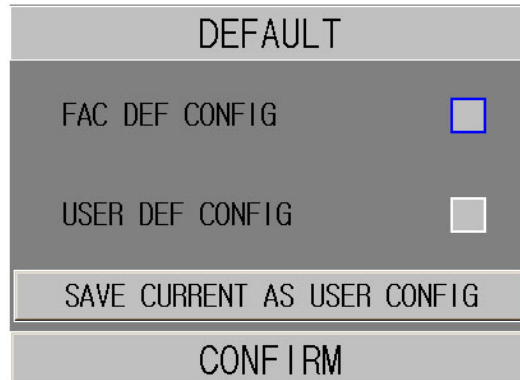 DEFAULT
FAC DEF CONFIG
USER DEF CONFIG
SAVE CURRENT AS USER CONFIG
CONFIRM